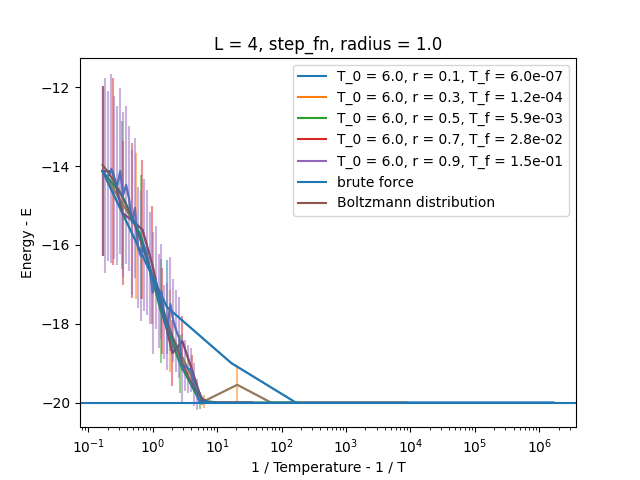 L = 4, step_fn, radius = 1.0
T_0 = 6.0, r = 0.1, T_f = 6.0e-07
T_0 = 6.0, r = 0.3, T_f = 1.2e-04
T_0 = 6.0, r = 0.5, T_f = 5.9e-03
T_0 = 6.0, r = 0.7, T_f = 2.8e-02
T_0 = 6.0, r = 0.9, T_f = 1.5e-01
brute force
Boltzmann distribution
Energy - E
−12
−14
−16
−18
−20
10⁻¹ 10⁰ 10¹ 10² 10³ 10⁴ 10⁵ 10⁶
1 / Temperature - 1 / T